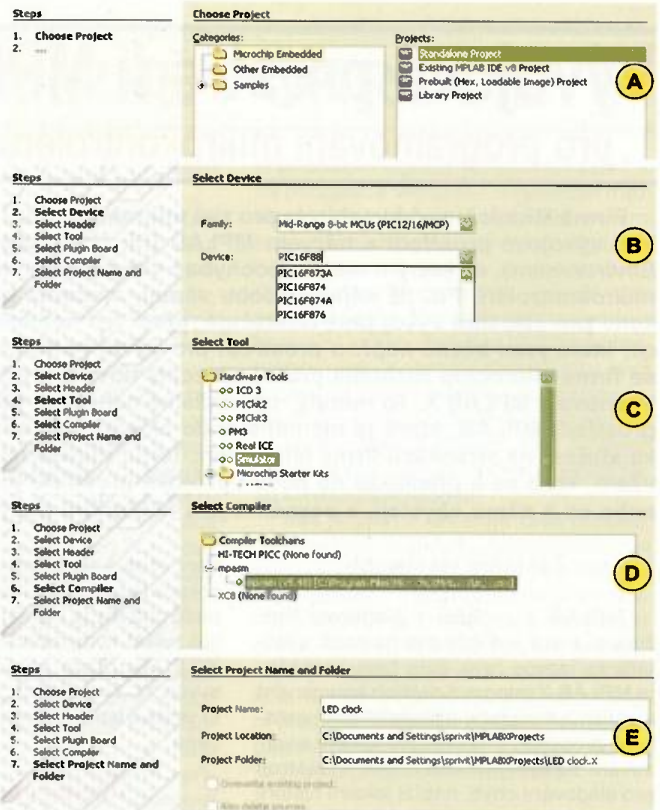 Steps
Choose Project
1. Choose Project
2. ...
Categories:
Microchip Embedded
Other Embedded
Samples
Projects:
Standalone Project
Existing MPLAB IDE v8 Project
Prebuilt (Hex, Loadable Image) Project
Library Project
A
Steps
Select Device
1. Choose Project
2. Select Device
3. Select Header
4. Select Tool
5. Select Plugin Board
6. Select Compiler
7. Select Project Name and
Folder
Family:
Mid-Range 8-bit MCUs (PIC12/16/MCP)
Device:
PIC16F88
PIC16F873A
PIC16F874
PIC16F874A
PIC16F876
B
Steps
Select Tool
1. Choose Project
2. Select Device
3. Select Header
4. Select Tool
5. Select Plugin Board
6. Select Compiler
7. Select Project Name and
Folder
Hardware Tools
ICD 3
PICkit2
PICkit3
PM3
Real ICE
Simulator
Microchip Starter Kits
C
Steps
Select Compiler
1. Choose Project
2. Select Device
3. Select Header
4. Select Tool
5. Select Plugin Board
6. Select Compiler
7. Select Project Name and
Folder
Compiler Toolchains
HI-TECH PICC (None found)
mpasm
XC8 (None found)
D
Steps
Select Project Name and Folder
1. Choose Project
2. Select Device
3. Select Header
4. Select Tool
5. Select Plugin Board
6. Select Compiler
7. Select Project Name and
Folder
Project Name:
LED clock
Project Location:
C:\Documents and Settings\sprivit\MPLABXProjects
Project Folder:
C:\Documents and Settings\sprivit\MPLABXProjects\LED clock.X
Overwrite existing project.
Also delete sources.
E